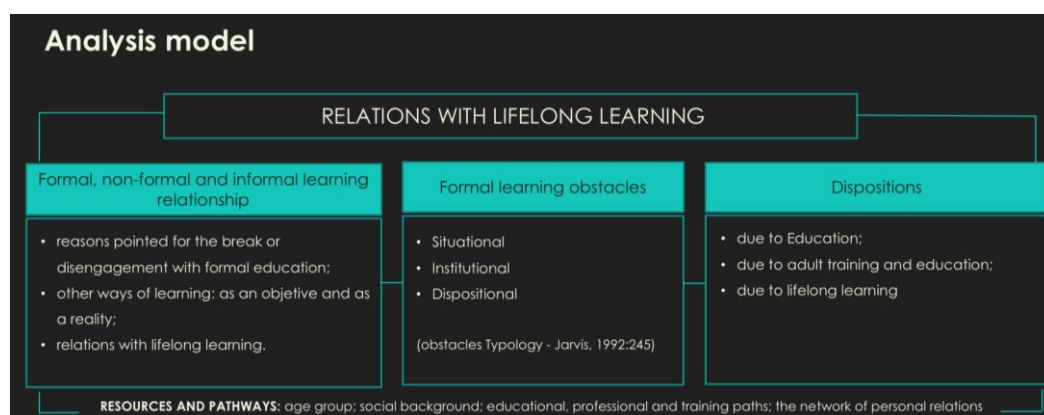 Analysis model
RELATIONS WITH LIFELONG LEARNING
Formal, non-formal and informal learning
relationship
• reasons pointed for the break or
disengagement with formal education;
• other ways of learning: as an objetive and as
a reality;
• relations with lifelong learning.
Formal learning obstacles
• Situational
• Institutional
• Dispositional
(obstacles Typology - Jarvis, 1992:245)
Dispositions
• due to Education;
• due to adult training and education;
• due to lifelong learning
RESOURCES AND PATHWAYS: age group; social background; educational, professional and training paths; the network of personal relations